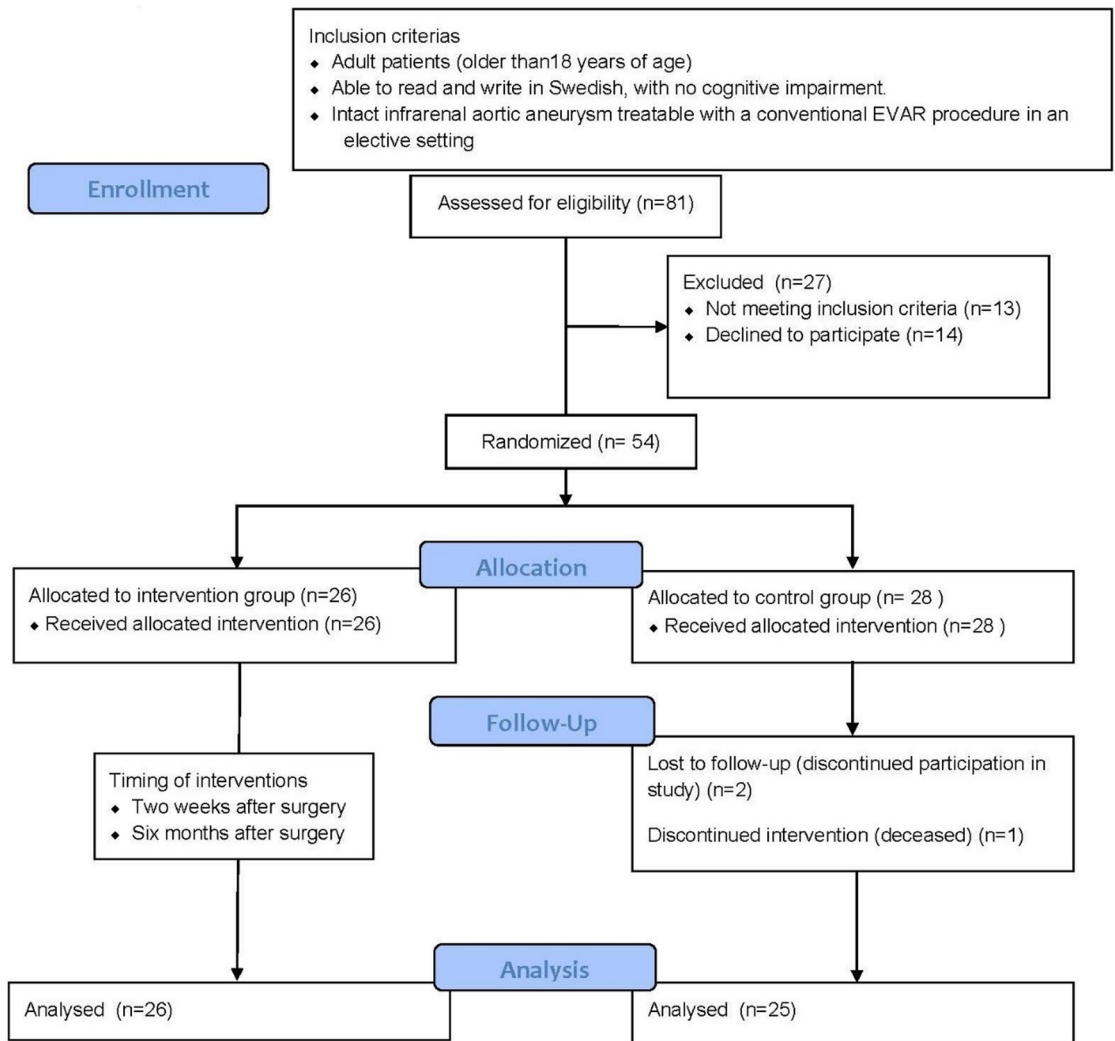 Inclusion criterias
⬥ Adult patients (older than18 years of age)
⬥ Able to read and write in Swedish, with no cognitive impairment.
⬥ Intact infrarenal aortic aneurysm treatable with a conventional EVAR procedure in an
elective setting
Enrollment
Assessed for eligibility (n=81)
Excluded (n=27)
⬥ Not meeting inclusion criteria (n=13)
⬥ Declined to participate (n=14)
Randomized (n= 54)
Allocation
Allocated to intervention group (n=26)
⬥ Received allocated intervention (n=26)
Allocated to control group (n= 28 )
⬥ Received allocated intervention (n=28 )
Follow-Up
Timing of interventions
⬥ Two weeks after surgery
⬥ Six months after surgery
Lost to follow-up (discontinued participation in
study) (n=2)
Discontinued intervention (deceased) (n=1)
Analysis
Analysed (n=26)
Analysed (n=25)